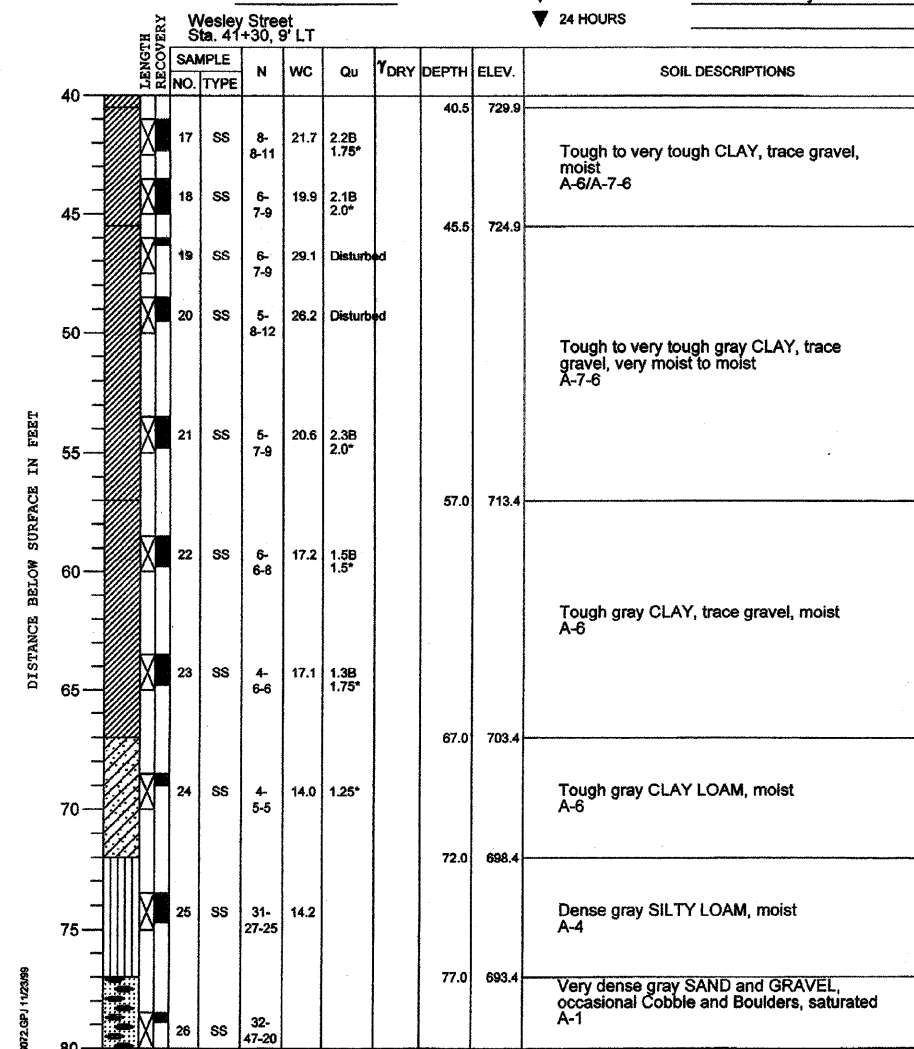 ▼ 24 HOURS
Wesley Street
Sta. 41+30, 9' LT
LENGTH
RECOVERY
SAMPLE
NO. TYPE N WC Qu γDRY DEPTH ELEV. SOIL DESCRIPTIONS
40
40.5 729.9
17 SS 8- 21.7 2.2B
8-11 1.75*
Tough to very tough CLAY, trace gravel,
moist
A-6/A-7-6
18 SS 6- 19.9 2.1B
7-9 2.0*
45
45.5 724.9
19 SS 6- 29.1 Disturbed
7-9
20 SS 5- 26.2 Disturbed
8-12
50
Tough to very tough gray CLAY, trace
gravel, very moist to moist
A-7-6
21 SS 5- 20.6 2.3B
7-9 2.0*
55
57.0 713.4
22 SS 6- 17.2 1.5B
6-8 1.5*
60
Tough gray CLAY, trace gravel, moist
A-6
23 SS 4- 17.1 1.3B
6-6 1.75*
65
67.0 703.4
24 SS 4- 14.0 1.25*
5-5
70
Tough gray CLAY LOAM, moist
A-6
72.0 698.4
25 SS 31- 14.2
27-25
75
Dense gray SILTY LOAM, moist
A-4
77.0 693.4
Very dense gray SAND and GRAVEL,
occasional Cobble and Boulders, saturated
A-1
26 SS 32-
47-20
80
DISTANCE BELOW SURFACE IN FEET
0072.GPJ 11/23/99